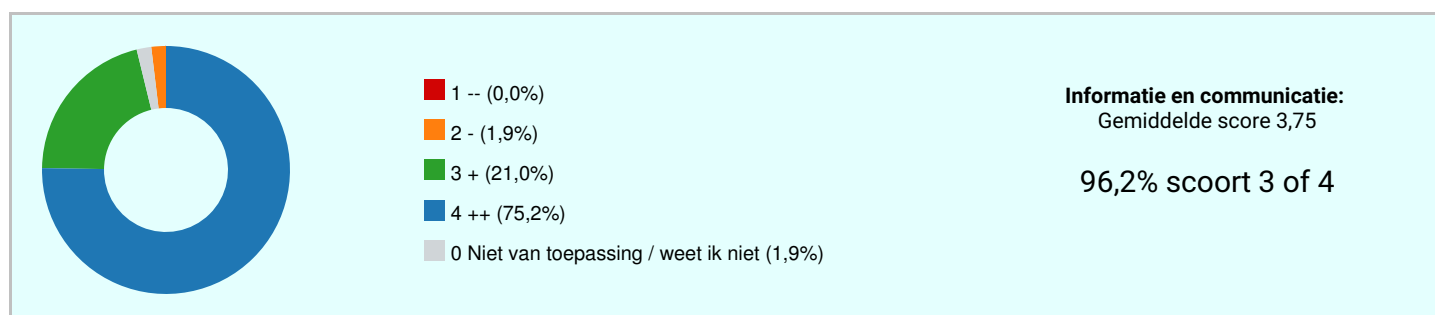 1 -- (0,0%)
2 - (1,9%)
3 + (21,0%)
4 ++ (75,2%)
0 Niet van toepassing / weet ik niet (1,9%)
Informatie en communicatie:
Gemiddelde score 3,75
96,2% scoort 3 of 4